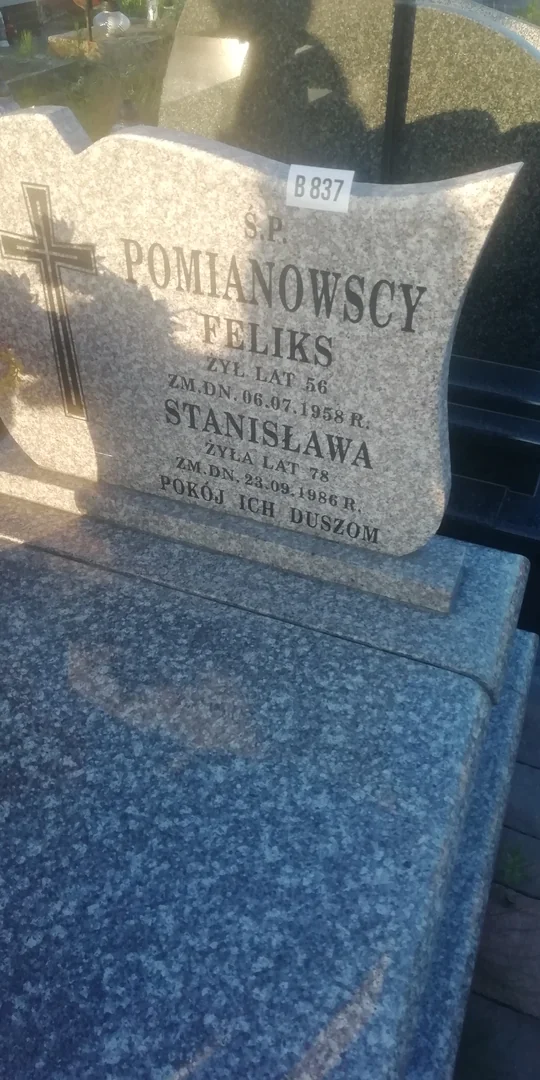 B 837
Ś.P.
POMIANOWSCY
FELIKS
ŻYŁ LAT 56
ZM.DN.06.07.1958 R.
STANISŁAWA
ŻYŁA LAT 78
ZM.DN.23.09.1986 R.
POKÓJ ICH DUSZOM